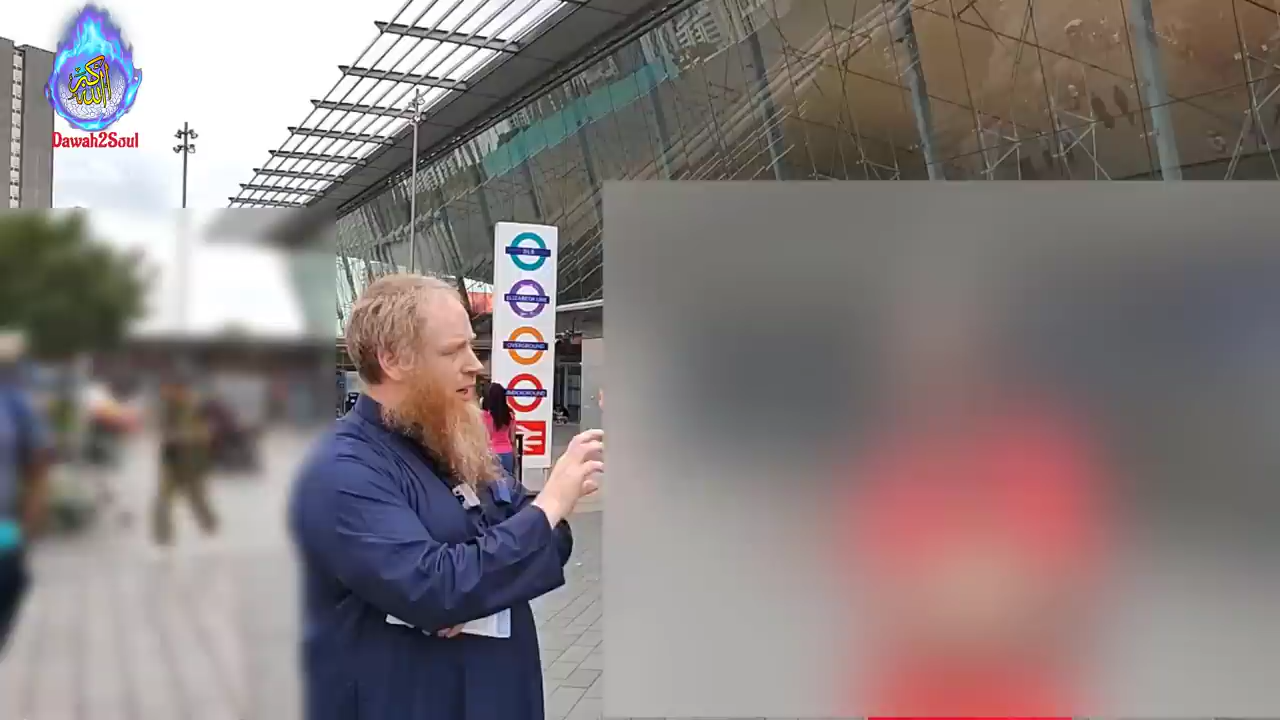 الله أكبر
Dawah2Soul
DLR
ELIZABETH LINE
OVERGROUND
UNDERGROUND